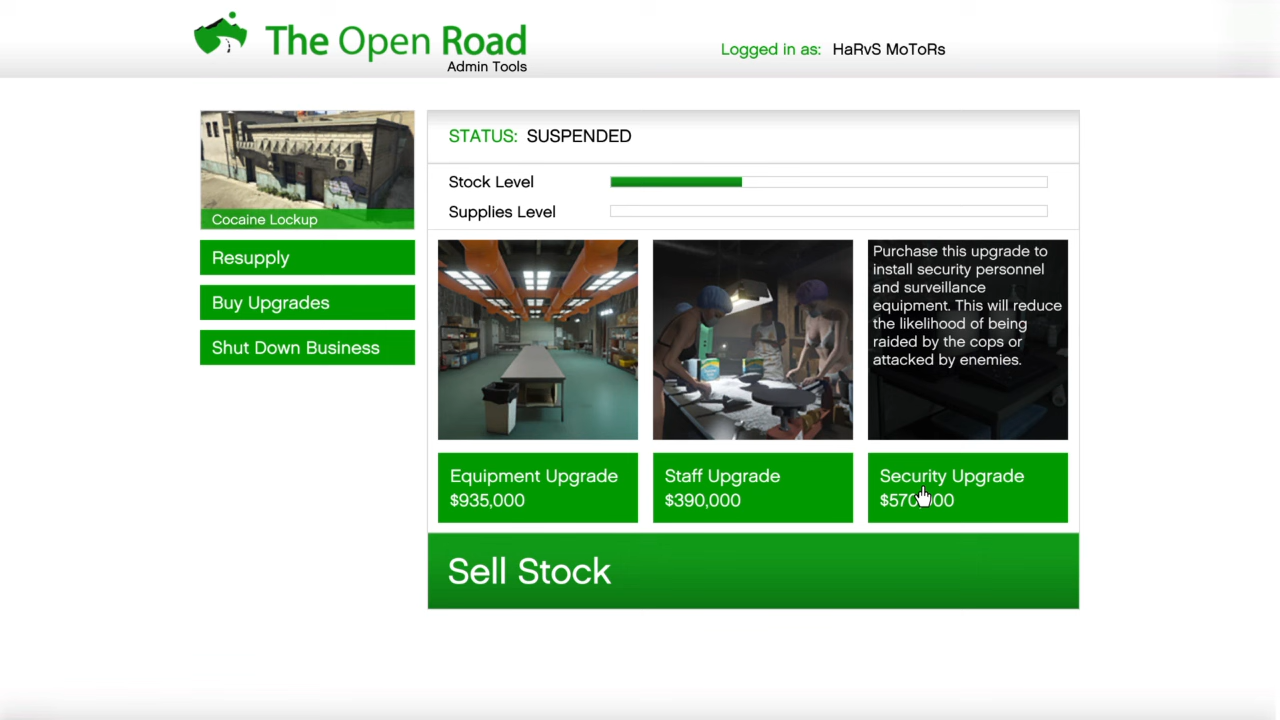 The Open Road
Admin Tools
Logged in as: HaRvS MoToRs
Cocaine Lockup
Resupply
Buy Upgrades
Shut Down Business
STATUS: SUSPENDED
Stock Level
Supplies Level
Purchase this upgrade to
install security personnel
and surveillance
equipment. This will reduce
the likelihood of being
raided by the cops or
attacked by enemies.
Equipment Upgrade
$935,000
Staff Upgrade
$390,000
Security Upgrade
Sell Stock